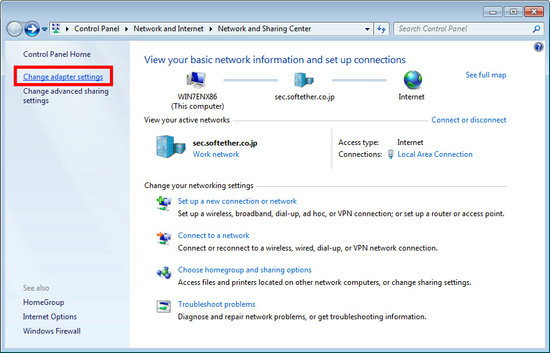 Control Panel ▸ Network and Internet ▸ Network and Sharing Center
Search Control Panel
Control Panel Home
Change adapter settings
Change advanced sharing
settings
See also
HomeGroup
Internet Options
Windows Firewall
View your basic network information and set up connections
See full map
WIN7ENX86
(This computer)
sec.softether.co.jp
Internet
View your active networks
Connect or disconnect
sec.softether.co.jp
Work network
Access type: Internet
Connections: Local Area Connection
Change your networking settings
Set up a new connection or network
Set up a wireless, broadband, dial-up, ad hoc, or VPN connection; or set up a router or access point.
Connect to a network
Connect or reconnect to a wireless, wired, dial-up, or VPN network connection.
Choose homegroup and sharing options
Access files and printers located on other network computers, or change sharing settings.
Troubleshoot problems
Diagnose and repair network problems, or get troubleshooting information.